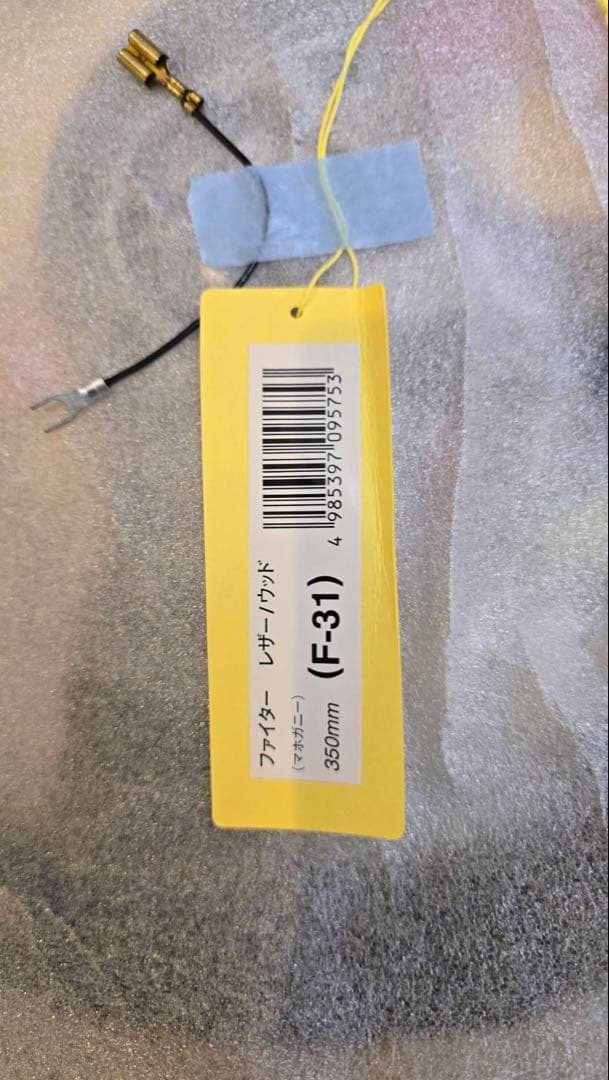 ファイター　レザー/ウッド
（マホガニー）
350mm （F-31）
4 985397 095753